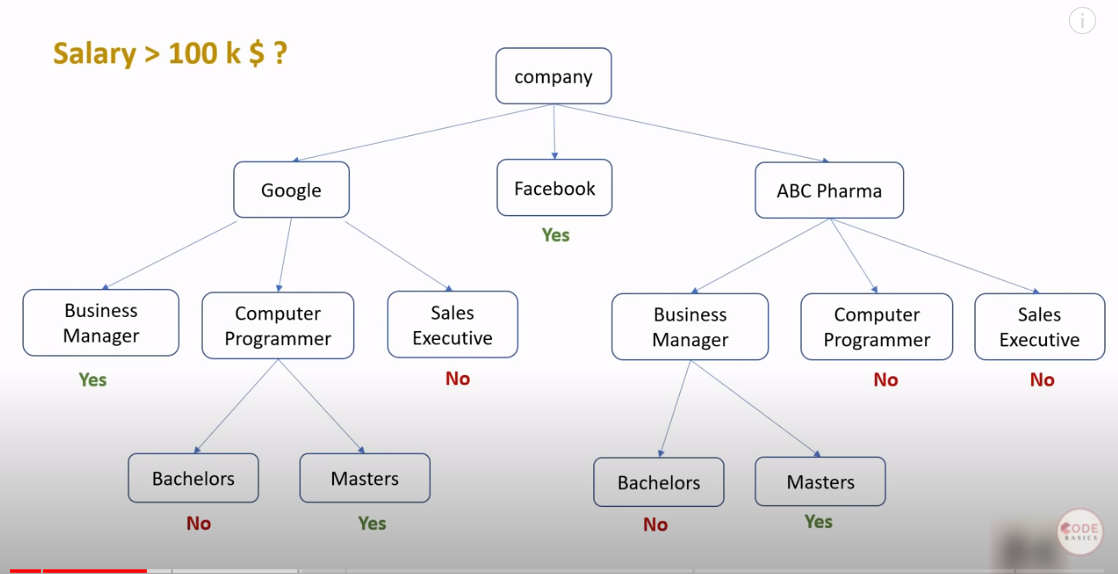 Salary > 100 k $ ?
company
Google
Facebook
ABC Pharma
Yes
Business
Manager
Computer
Programmer
Sales
Executive
Business
Manager
Computer
Programmer
Sales
Executive
Yes
No
No
No
Bachelors
Masters
Bachelors
Masters
No
Yes
No
Yes
CODE
BASICS
i